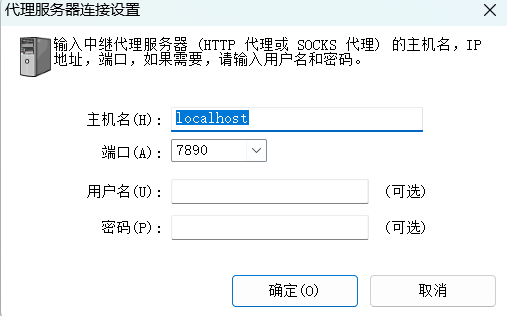 代理服务器连接设置
输入中继代理服务器 (HTTP 代理或 SOCKS 代理) 的主机名，IP
地址，端口，如果需要，请输入用户名和密码。
主机名(H)： localhost
端口(A)： 7890
用户名(U)： (可选)
密码(P)： (可选)
确定(O) 取消